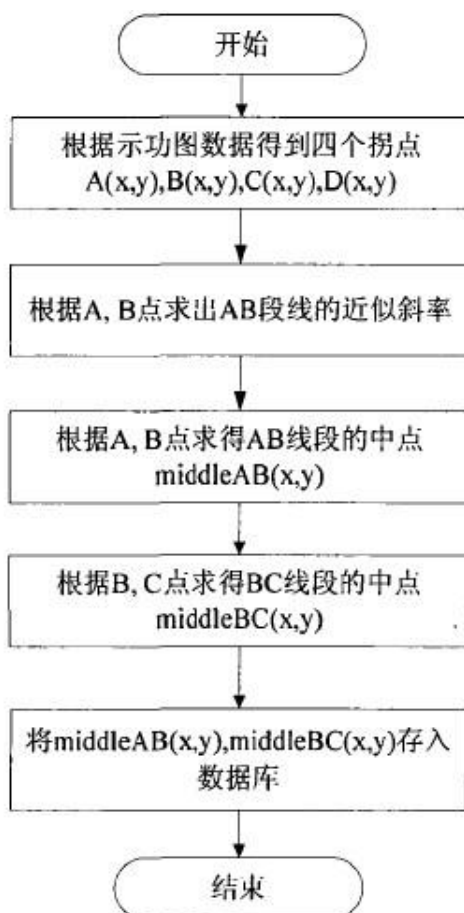 开始
根据示功图数据得到四个拐点
A(x,y),B(x,y),C(x,y),D(x,y)
根据A, B点求出AB段线的近似斜率
根据A, B点求得AB线段的中点
middleAB(x,y)
根据B, C点求得BC线段的中点
middleBC(x,y)
将middleAB(x,y),middleBC(x,y)存入
数据库
结束